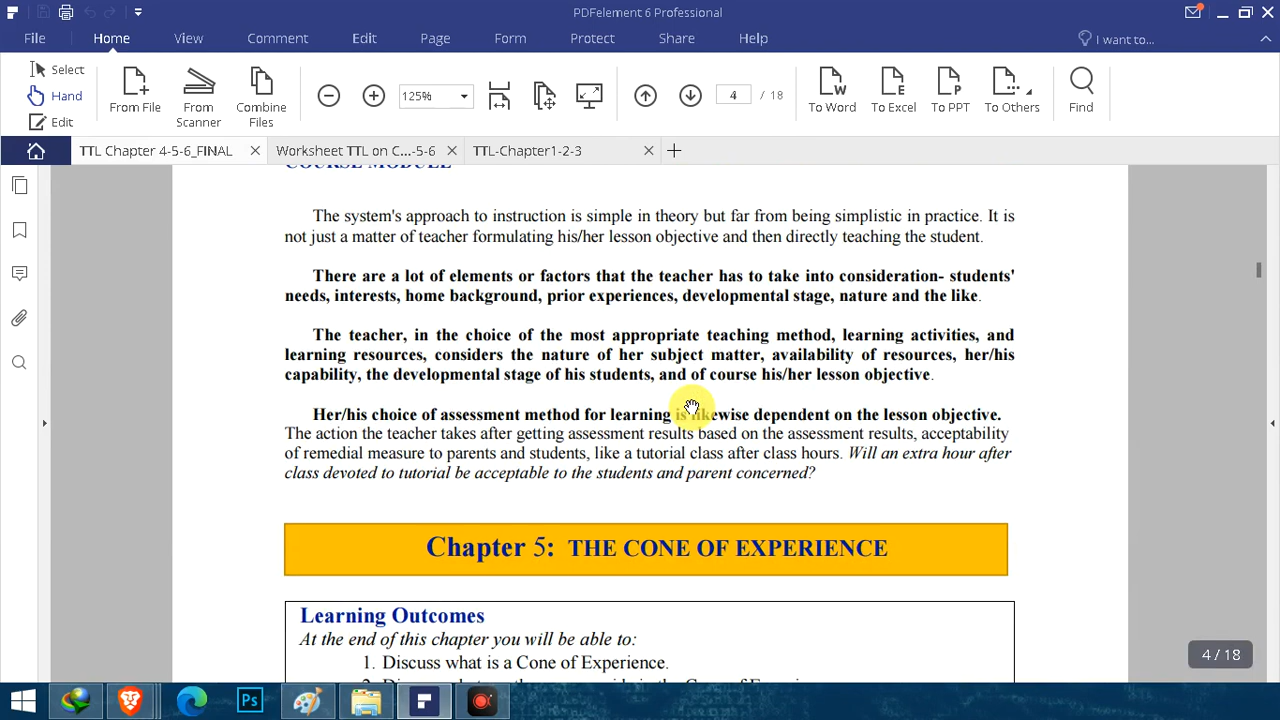 PDFelement 6 Professional
File Home View Comment Edit Page Form Protect Share Help I want to...
Select
Hand
Edit
From File
From Scanner
Combine Files
125%
4 / 18
To Word To Excel To PPT To Others Find
TTL Chapter 4-5-6_FINAL Worksheet TTL on C...-5-6 TTL-Chapter1-2-3
COURSE MODULE
The system's approach to instruction is simple in theory but far from being simplistic in practice. It is
not just a matter of teacher formulating his/her lesson objective and then directly teaching the student.
There are a lot of elements or factors that the teacher has to take into consideration- students'
needs, interests, home background, prior experiences, developmental stage, nature and the like.
The teacher, in the choice of the most appropriate teaching method, learning activities, and
learning resources, considers the nature of her subject matter, availability of resources, her/his
capability, the developmental stage of his students, and of course his/her lesson objective.
Her/his choice of assessment method for learning is likewise dependent on the lesson objective.
The action the teacher takes after getting assessment results based on the assessment results, acceptability
of remedial measure to parents and students, like a tutorial class after class hours. Will an extra hour after
class devoted to tutorial be acceptable to the students and parent concerned?
Chapter 5: THE CONE OF EXPERIENCE
Learning Outcomes
At the end of this chapter you will be able to:
1. Discuss what is a Cone of Experience.
4 / 18
Ps